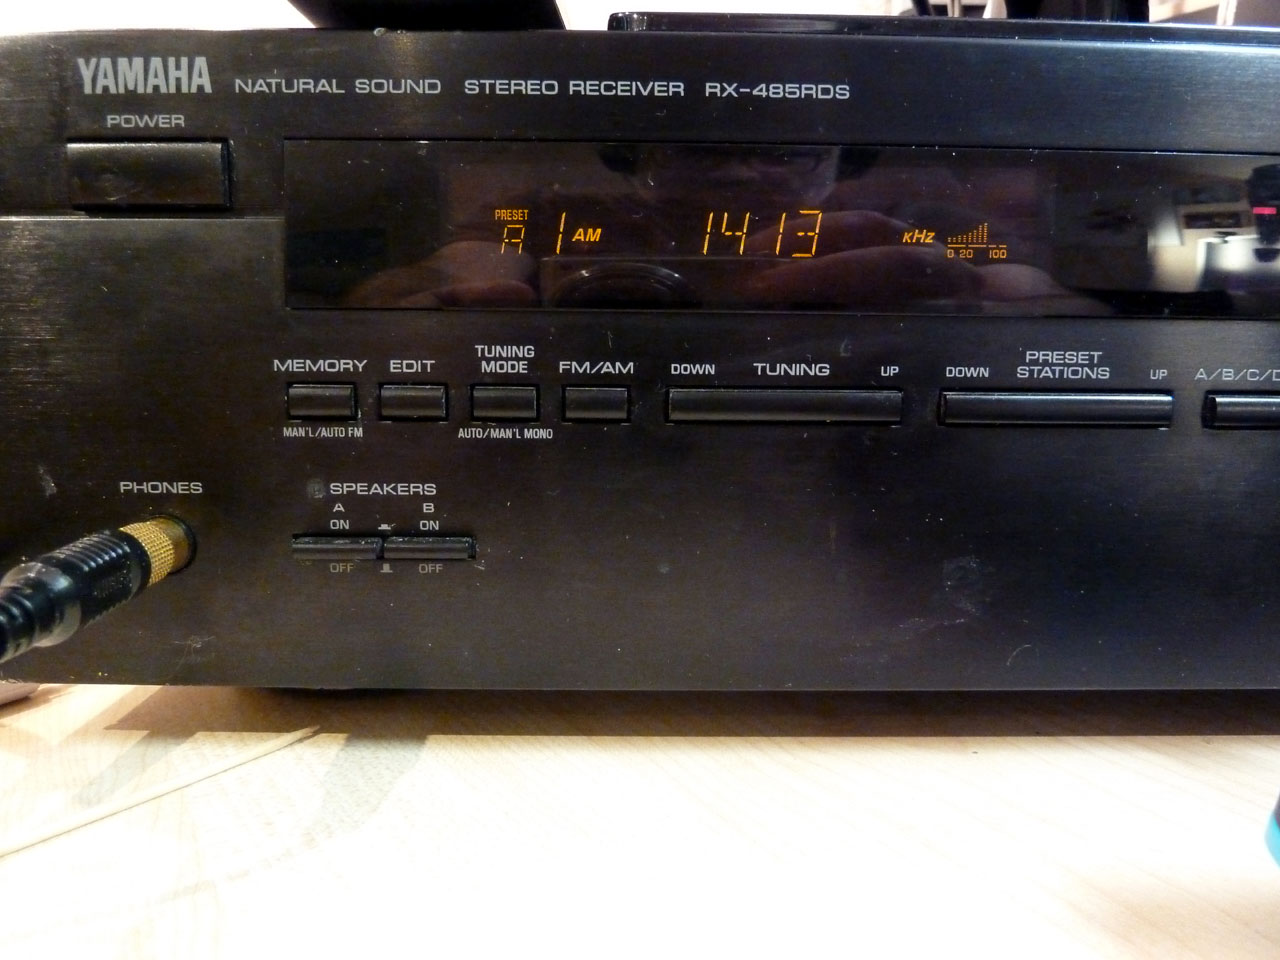 YAMAHA NATURAL SOUND STEREO RECEIVER RX-485RDS
POWER
PRESET
A 1 AM 1413 kHz
0 20 100
MEMORY EDIT TUNING MODE FM/AM DOWN TUNING UP DOWN PRESET STATIONS UP A/B/C/D
MAN'L/AUTO FM AUTO/MAN'L MONO
PHONES SPEAKERS
A B
ON ON
OFF OFF